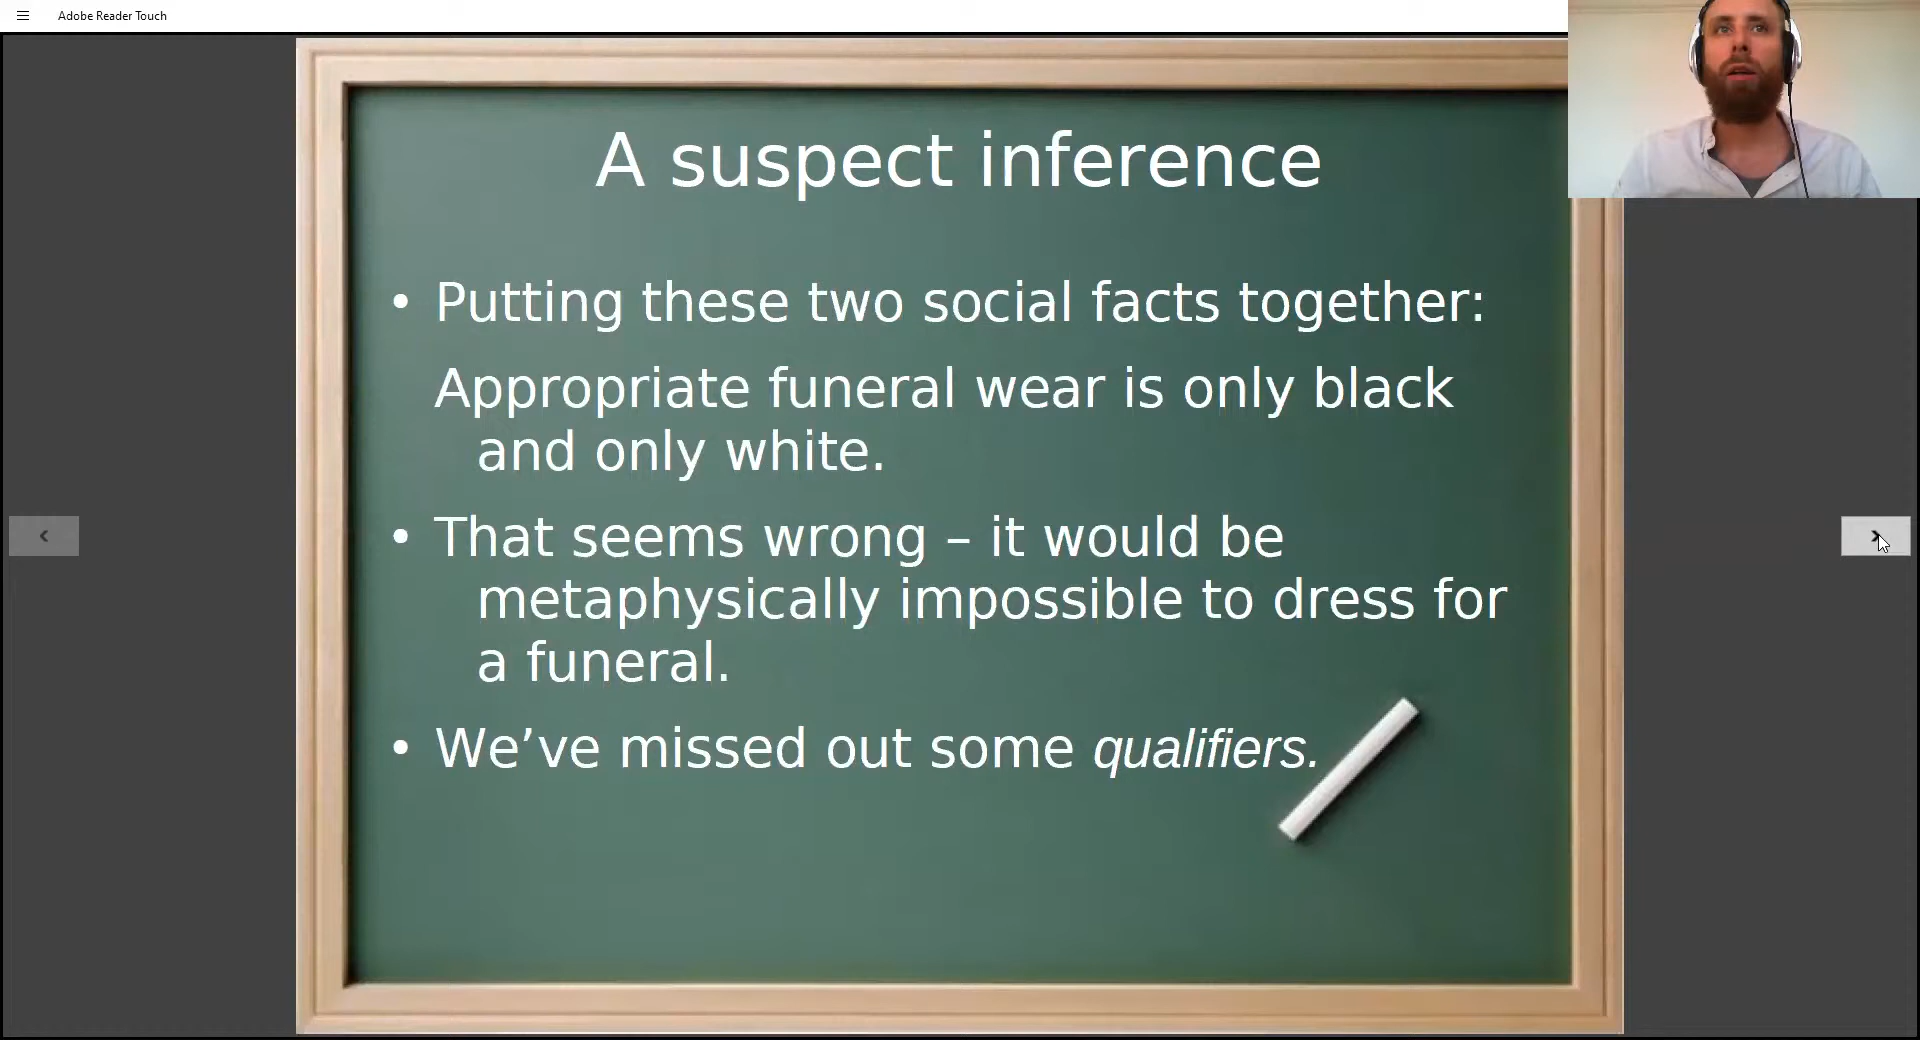 Adobe Reader Touch
A suspect inference
• Putting these two social facts together:
Appropriate funeral wear is only black
and only white.
• That seems wrong – it would be
metaphysically impossible to dress for
a funeral.
• We’ve missed out some qualifiers.